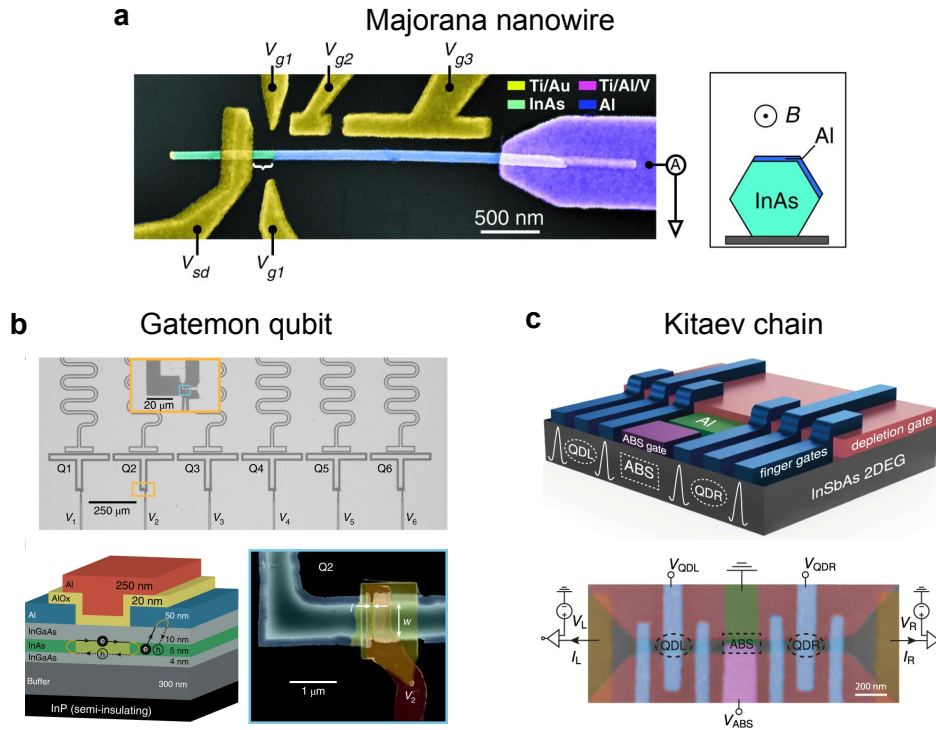 a
Majorana nanowire
Vg1
Vg2
Vg3
Ti/Au
Ti/Al/V
InAs
Al
A
500 nm
Vsd
Vg1
B
Al
InAs
b
Gatemon qubit
20 μm
Q1
Q2
Q3
Q4
Q5
Q6
250 μm
V1
V2
V3
V4
V5
V6
Al
250 nm
AlOx
20 nm
Al
50 nm
InGaAs
e
10 nm
e
h
InAs
5 nm
h
InGaAs
4 nm
Buffer
300 nm
InP (semi-insulating)
Q2
l
w
1 μm
V2
c
Kitaev chain
Al
ABS gate
depletion gate
finger gates
QDL
ABS
QDR
InSbAs 2DEG
VQDL
VQDR
VL
VR
QDL
ABS
QDR
IL
IR
200 nm
VABS